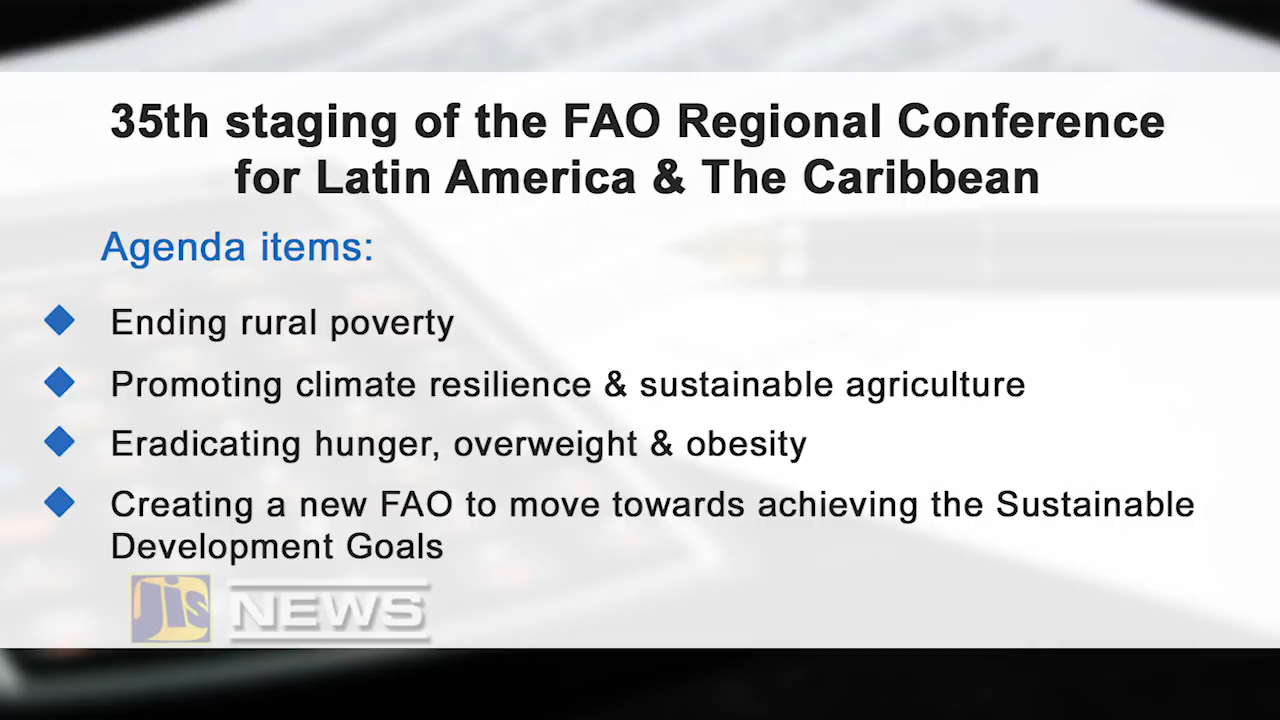 35th staging of the FAO Regional Conference
for Latin America & The Caribbean
Agenda items:
Ending rural poverty
Promoting climate resilience & sustainable agriculture
Eradicating hunger, overweight & obesity
Creating a new FAO to move towards achieving the Sustainable
Development Goals
Jis NEWS